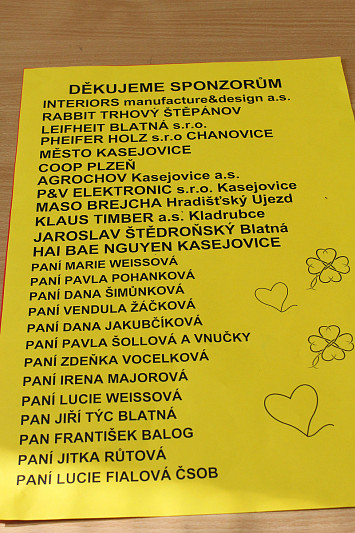 DĚKUJEME SPONZORŮM
INTERIORS manufacture&design a.s.
RABBIT TRHOVÝ ŠTĚPÁNOV
LEIFHEIT BLATNÁ s.r.o.
PHEIFER HOLZ s.r.o CHANOVICE
MĚSTO KASEJOVICE
COOP PLZEŇ
AGROCHOV Kasejovice a.s.
P&V ELEKTRONIC s.r.o. Kasejovice
MASO BREJCHA Hradišťský Ujezd
KLAUS TIMBER a.s. Kladrubce
JAROSLAV ŠTĚDROŇSKÝ Blatná
HAI BAE NGUYEN KASEJOVICE
PANÍ MARIE WEISSOVÁ
PANÍ PAVLA POHANKOVÁ
PANÍ DANA ŠIMŮNKOVÁ
PANÍ VENDULA ŽÁČKOVÁ
PANÍ DANA JAKUBČÍKOVÁ
PANÍ PAVLA ŠOLLOVÁ A VNUČKY
PANÍ ZDEŇKA VOCELKOVÁ
PANÍ IRENA MAJOROVÁ
PANÍ LUCIE WEISSOVÁ
PAN JIŘÍ TÝC BLATNÁ
PAN FRANTIŠEK BALOG
PANÍ JITKA RŮTOVÁ
PANÍ LUCIE FIALOVÁ ČSOB